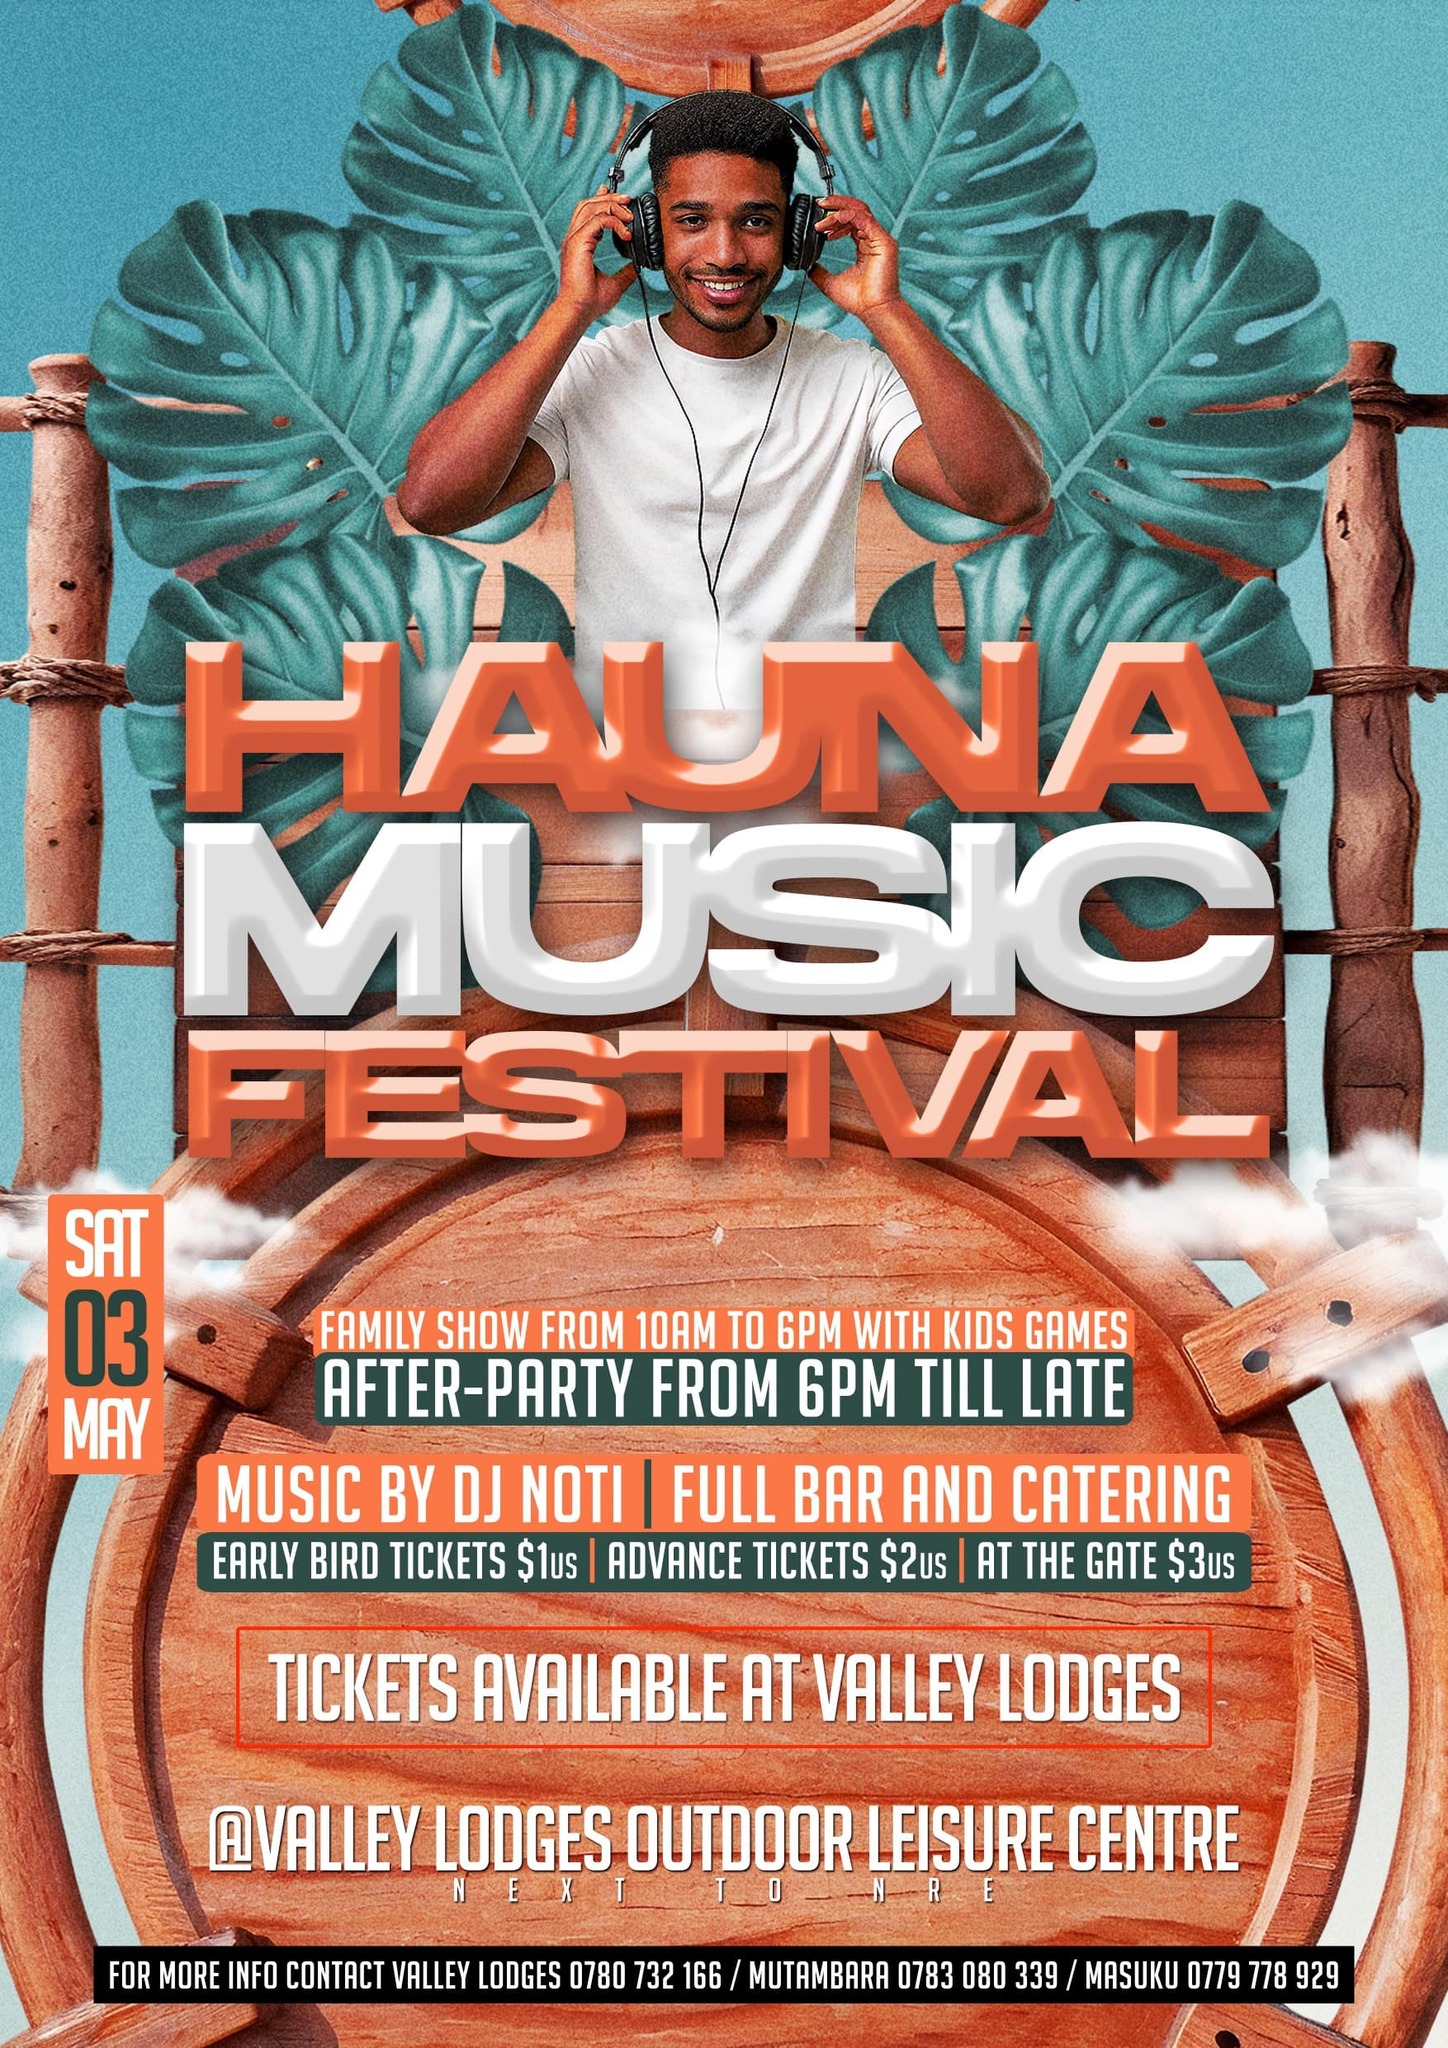 HAUNA
MUSIC
FESTIVAL
SAT
03
MAY
FAMILY SHOW FROM 10AM TO 6PM WITH KIDS GAMES
AFTER-PARTY FROM 6PM TILL LATE
MUSIC BY DJ NOTI | FULL BAR AND CATERING
EARLY BIRD TICKETS $1US | ADVANCE TICKETS $2US | AT THE GATE $3US
TICKETS AVAILABLE AT VALLEY LODGES
@VALLEY LODGES OUTDOOR LEISURE CENTRE
NEXT TO NRE
FOR MORE INFO CONTACT VALLEY LODGES 0780 732 166 / MUTAMBARA 0783 080 339 / MASUKU 0779 778 929